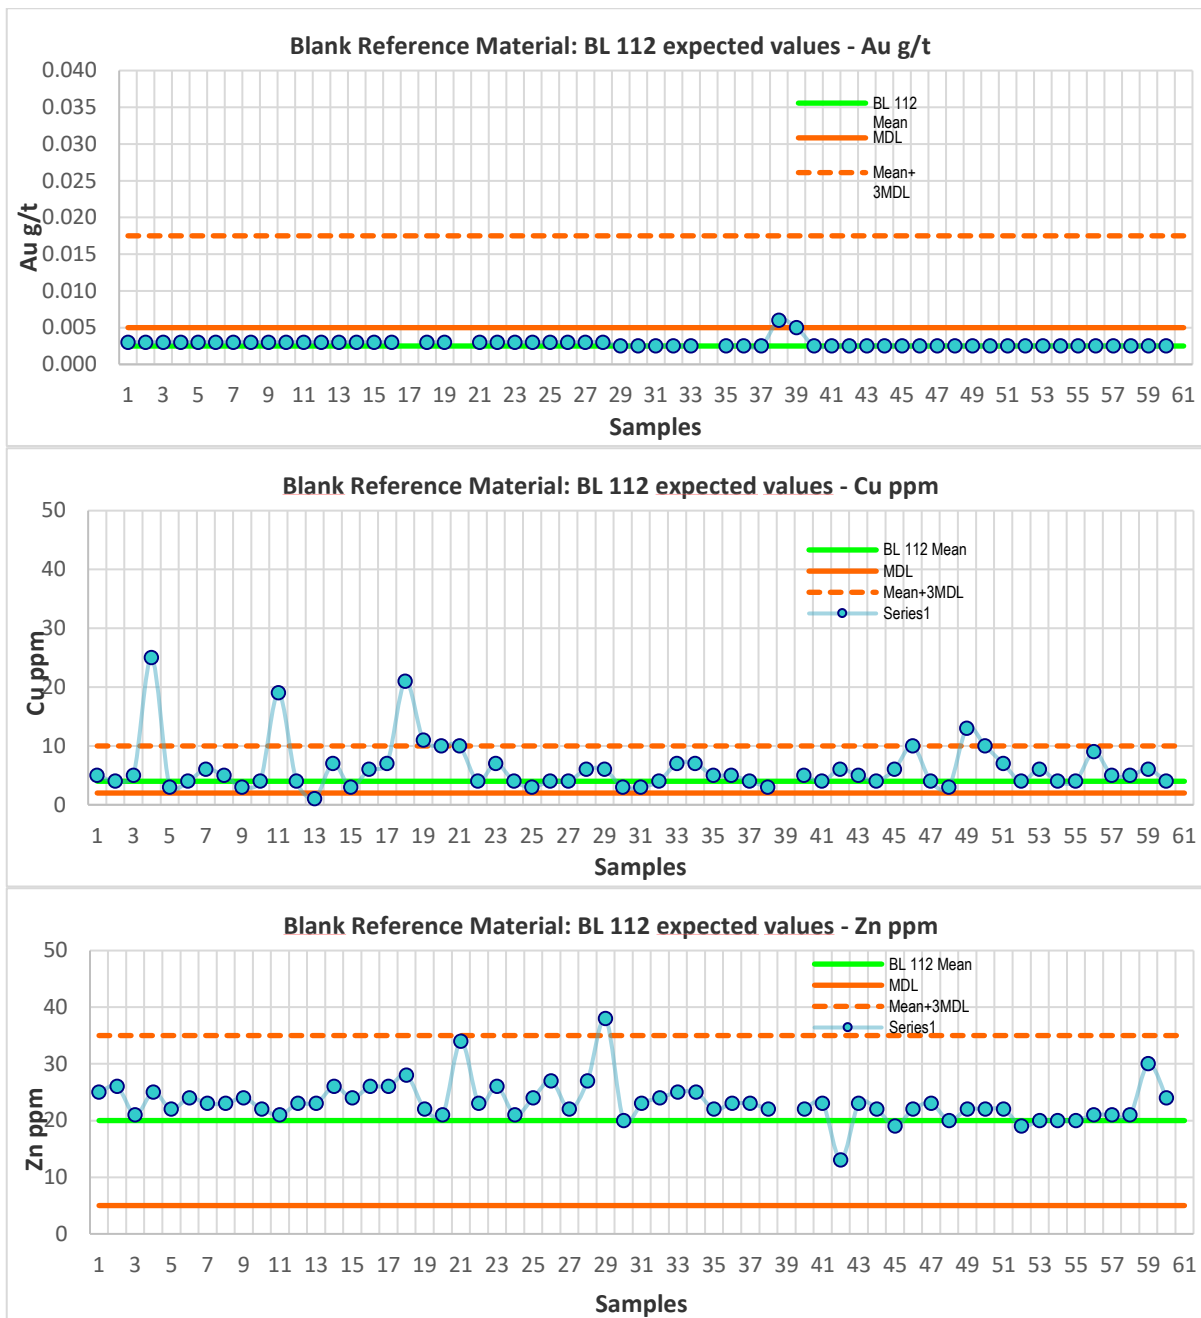 Blank Reference Material: BL 112 expected values - Au g/t
0.040
0.035
0.030
0.025
0.020
0.015
0.010
0.005
0.000
Au g/t
BL 112
Mean
MDL
Mean+
3MDL
1 3 5 7 9 11 13 15 17 19 21 23 25 27 29 31 33 35 37 39 41 43 45 47 49 51 53 55 57 59 61
Samples
Blank Reference Material: BL 112 expected values - Cu ppm
50
40
30
20
10
0
Cu ppm
BL 112 Mean
MDL
Mean+3MDL
Series1
1 3 5 7 9 11 13 15 17 19 21 23 25 27 29 31 33 35 37 39 41 43 45 47 49 51 53 55 57 59 61
Samples
Blank Reference Material: BL 112 expected values - Zn ppm
50
40
30
20
10
0
Zn ppm
BL 112 Mean
MDL
Mean+3MDL
Series1
1 3 5 7 9 11 13 15 17 19 21 23 25 27 29 31 33 35 37 39 41 43 45 47 49 51 53 55 57 59 61
Samples